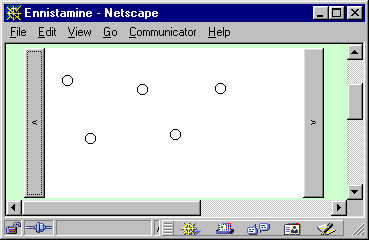 Ennistamine - Netscape
File Edit View Go Communicator Help
< >